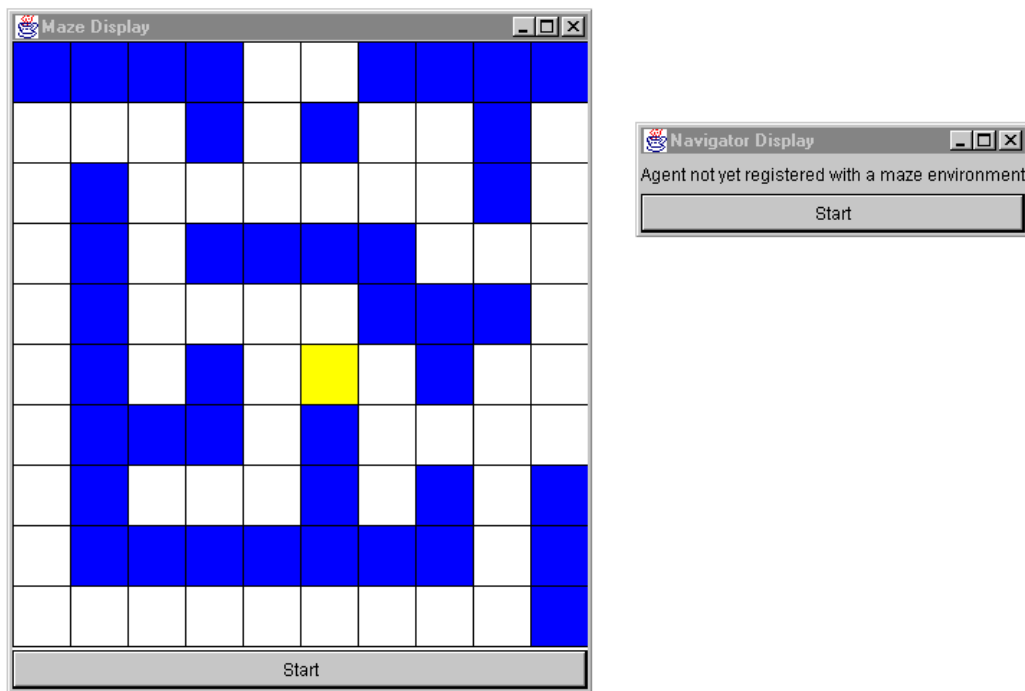 Maze Display
Start
Navigator Display
Agent not yet registered with a maze environment
Start